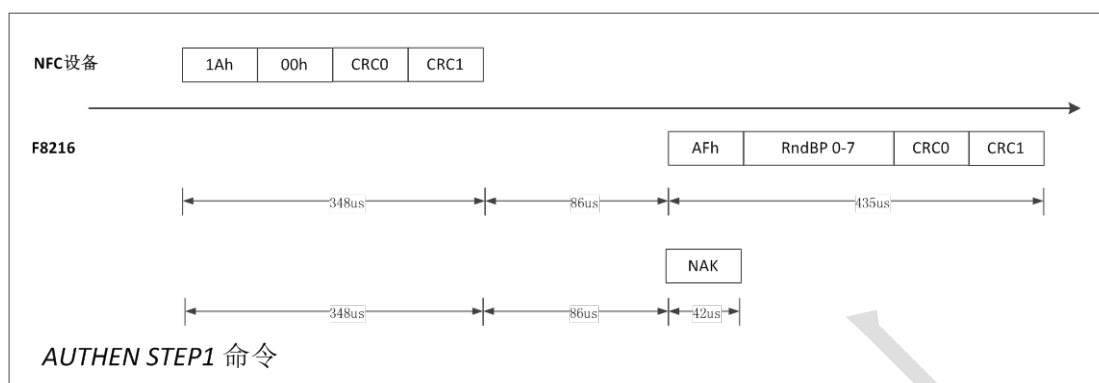 NFC设备 1Ah 00h CRC0 CRC1
F8216 AFh RndBP 0-7 CRC0 CRC1
348us 86us 435us
NAK
348us 86us 42us
AUTHEN STEP1 命令